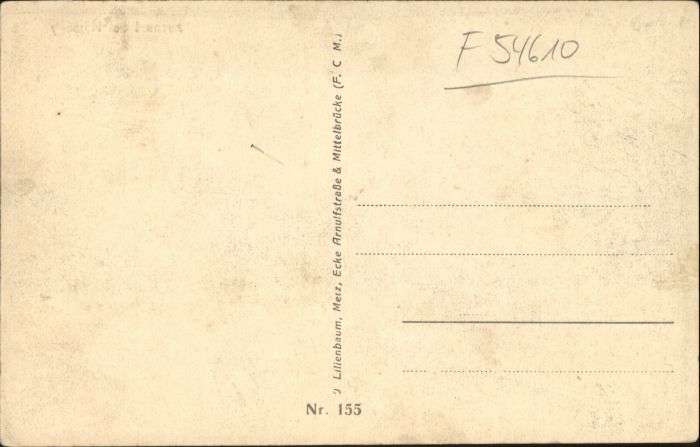 F 54610
J Lilienbaum, Metz, Ecke Arnulfstraße & Mittelbrücke (F. C M.)
Nr. 155